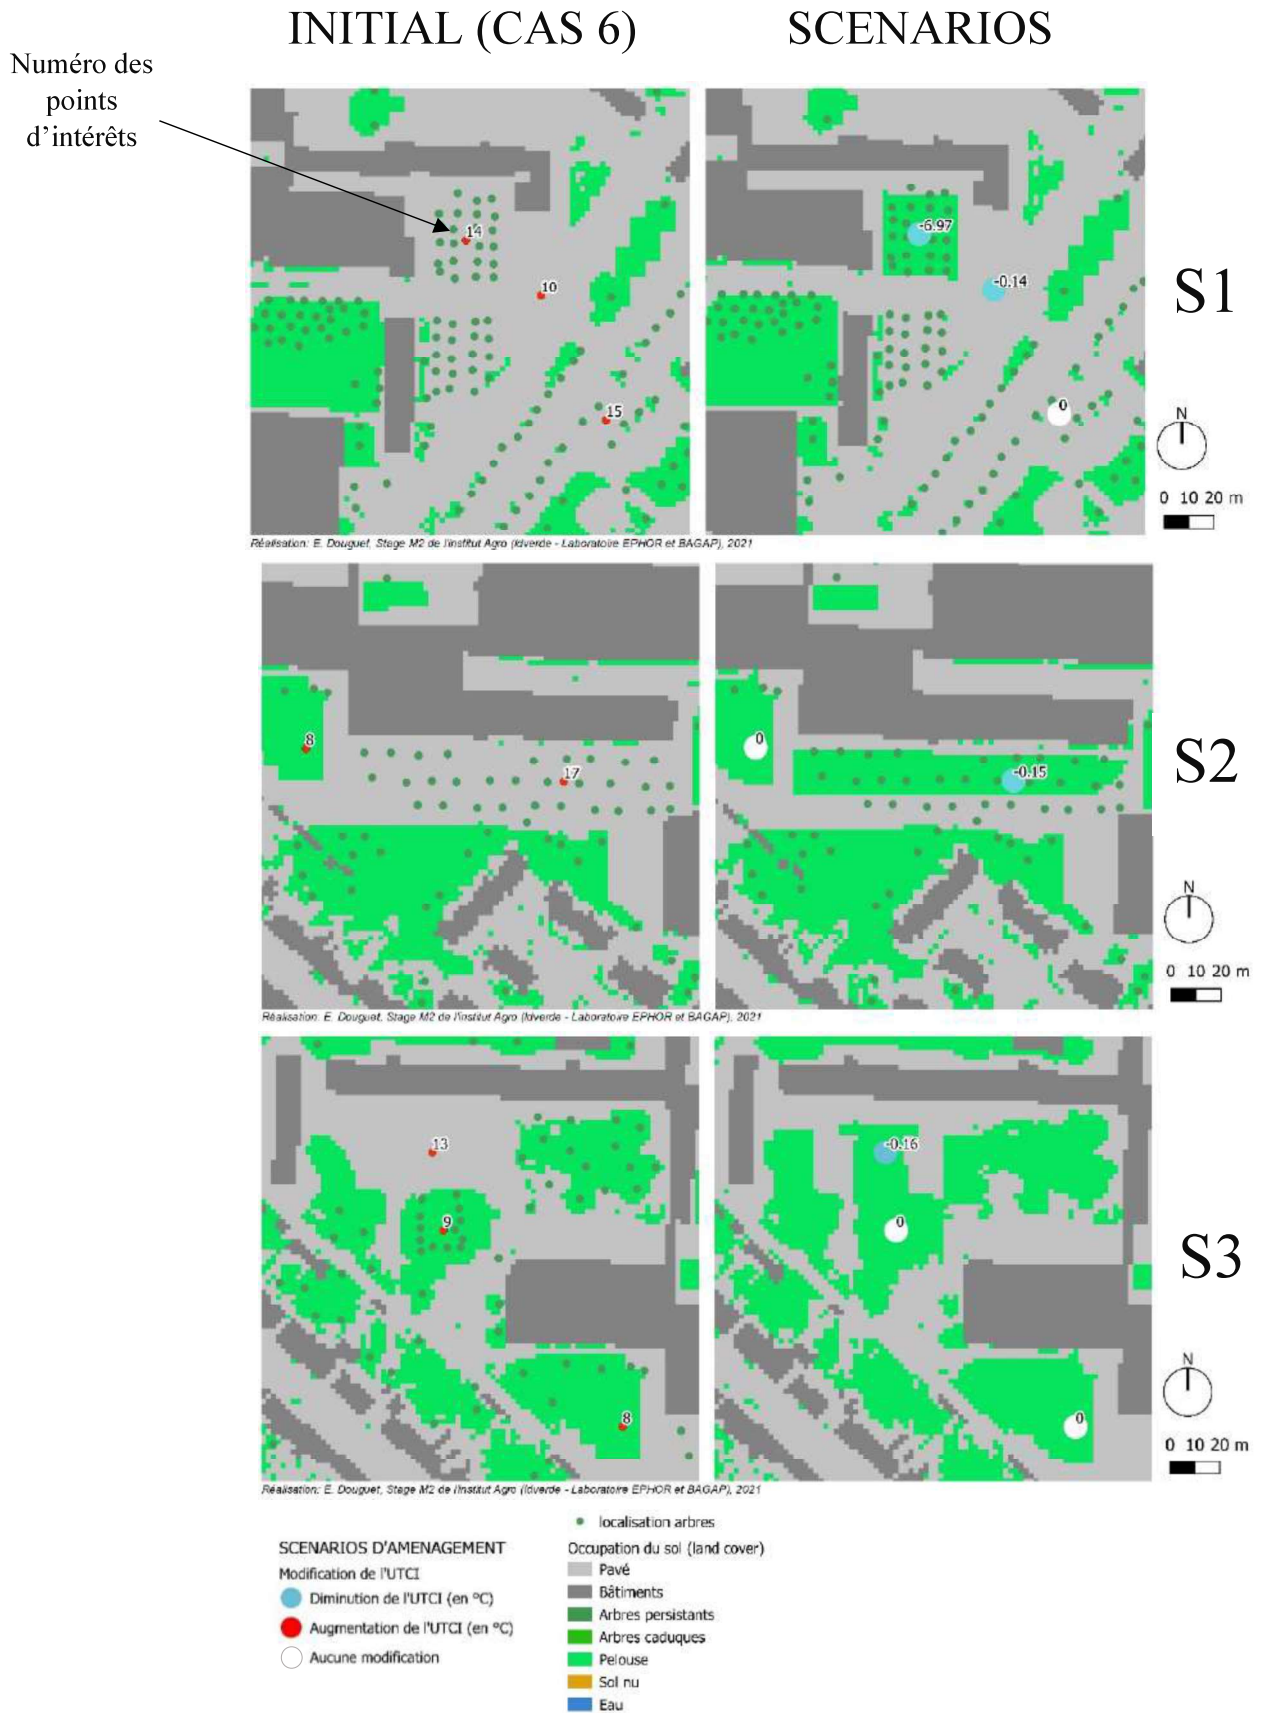 INITIAL (CAS 6)
SCENARIOS
Numéro des
points
d'intérêts
14
10
15
-6.97
-0.14
0
S1
N
0 10 20 m
Réalisation: E. Douguet, Stage M2 de l'institut Agro (Idverde - Laboratoire EPHOR et BAGAP), 2021
8
17
0
-0.15
S2
N
0 10 20 m
Réalisation: E. Douguet, Stage M2 de l'institut Agro (Idverde - Laboratoire EPHOR et BAGAP), 2021
13
9
8
-0.16
0
0
S3
N
0 10 20 m
Réalisation: E. Douguet, Stage M2 de l'institut Agro (Idverde - Laboratoire EPHOR et BAGAP), 2021
SCENARIOS D'AMENAGEMENT
Modification de l'UTCI
Diminution de l'UTCI (en °C)
Augmentation de l'UTCI (en °C)
Aucune modification
localisation arbres
Occupation du sol (land cover)
Pavé
Bâtiments
Arbres persistants
Arbres caduques
Pelouse
Sol nu
Eau